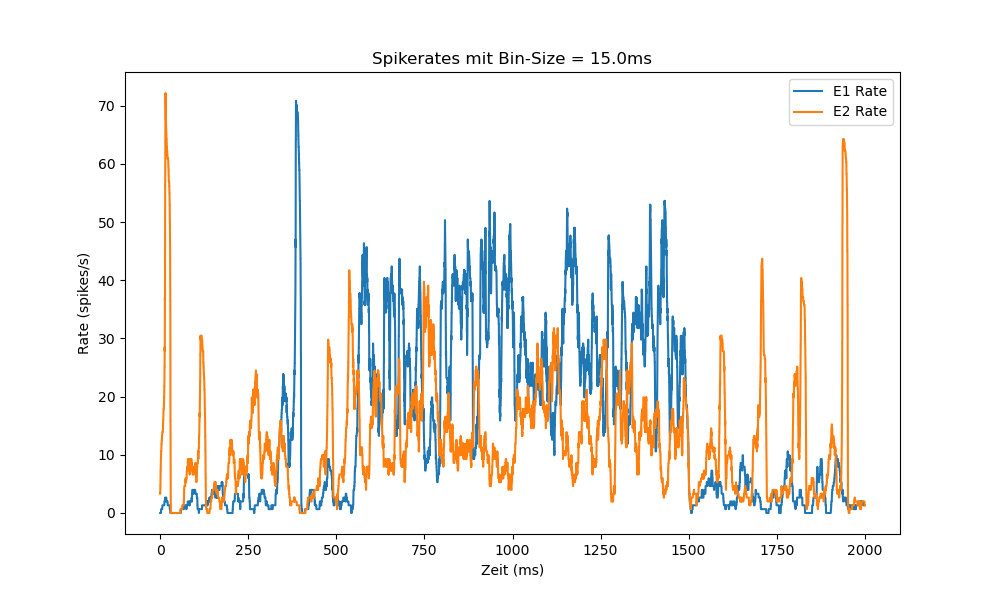 Spikerates mit Bin-Size = 15.0ms
E1 Rate
E2 Rate
Rate (spikes/s)
70
60
50
40
30
20
10
0
0 250 500 750 1000 1250 1500 1750 2000
Zeit (ms)